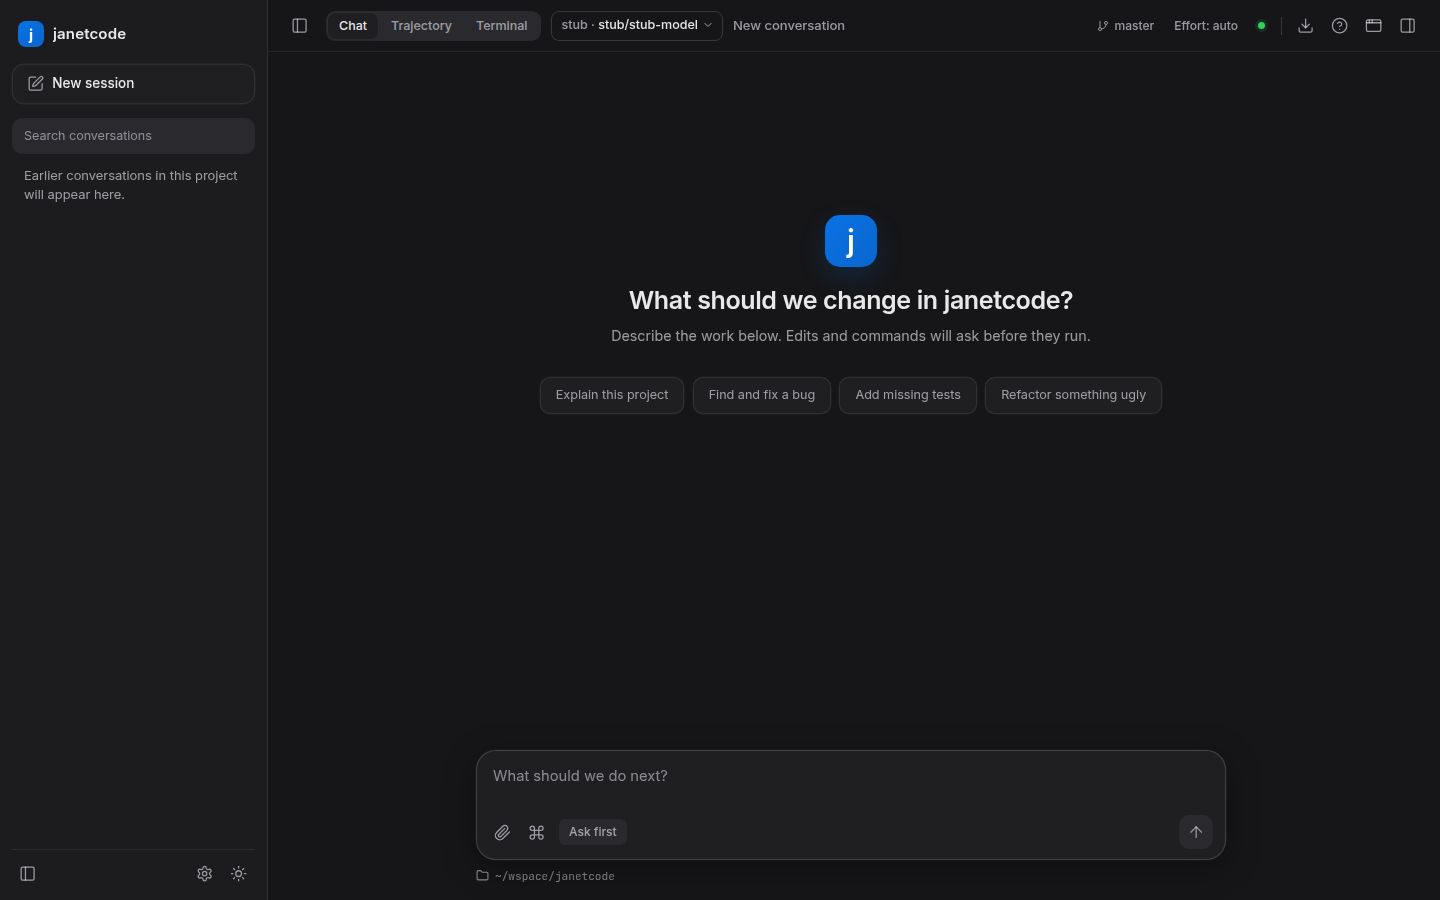 j janetcode
New session
Search conversations
Earlier conversations in this project
will appear here.
Chat Trajectory Terminal stub · stub/stub-model New conversation master Effort: auto
j
What should we change in janetcode?
Describe the work below. Edits and commands will ask before they run.
Explain this project Find and fix a bug Add missing tests Refactor something ugly
What should we do next?
Ask first
~/wspace/janetcode